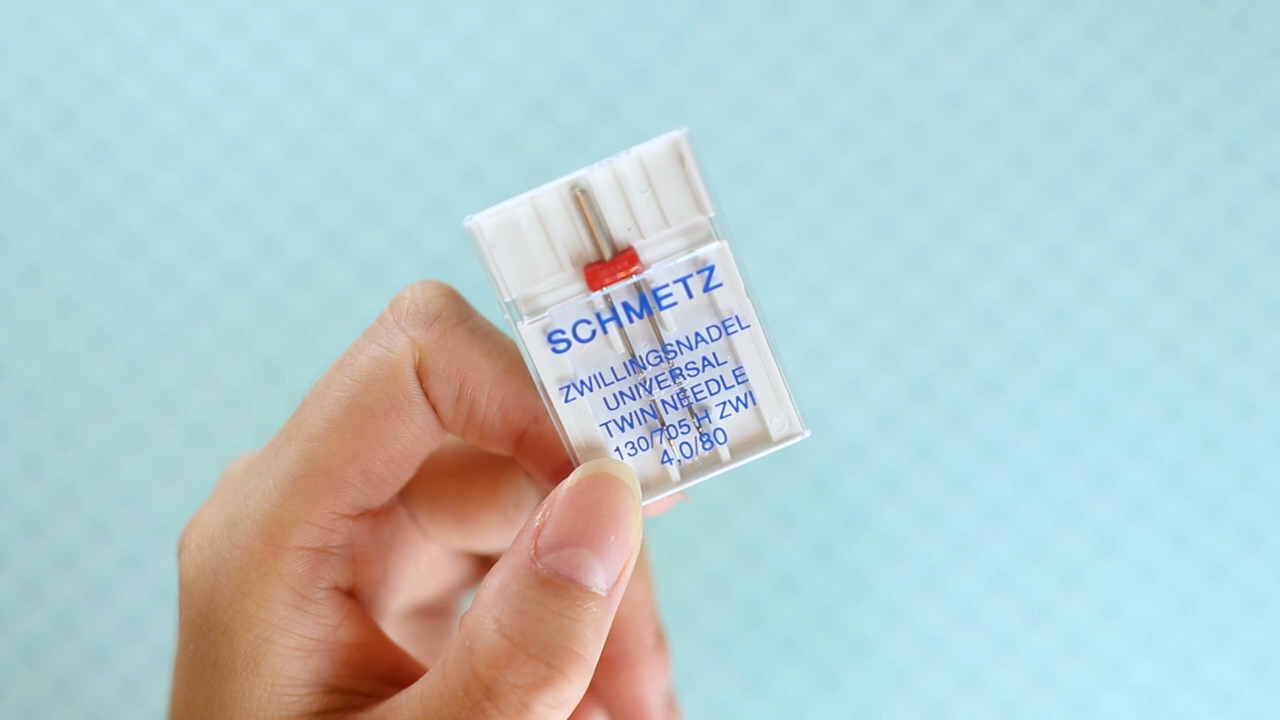 SCHMETZ
ZWILLINGSNADEL
UNIVERSAL
TWIN NEEDLE
130/705 H ZWI
4,0/80